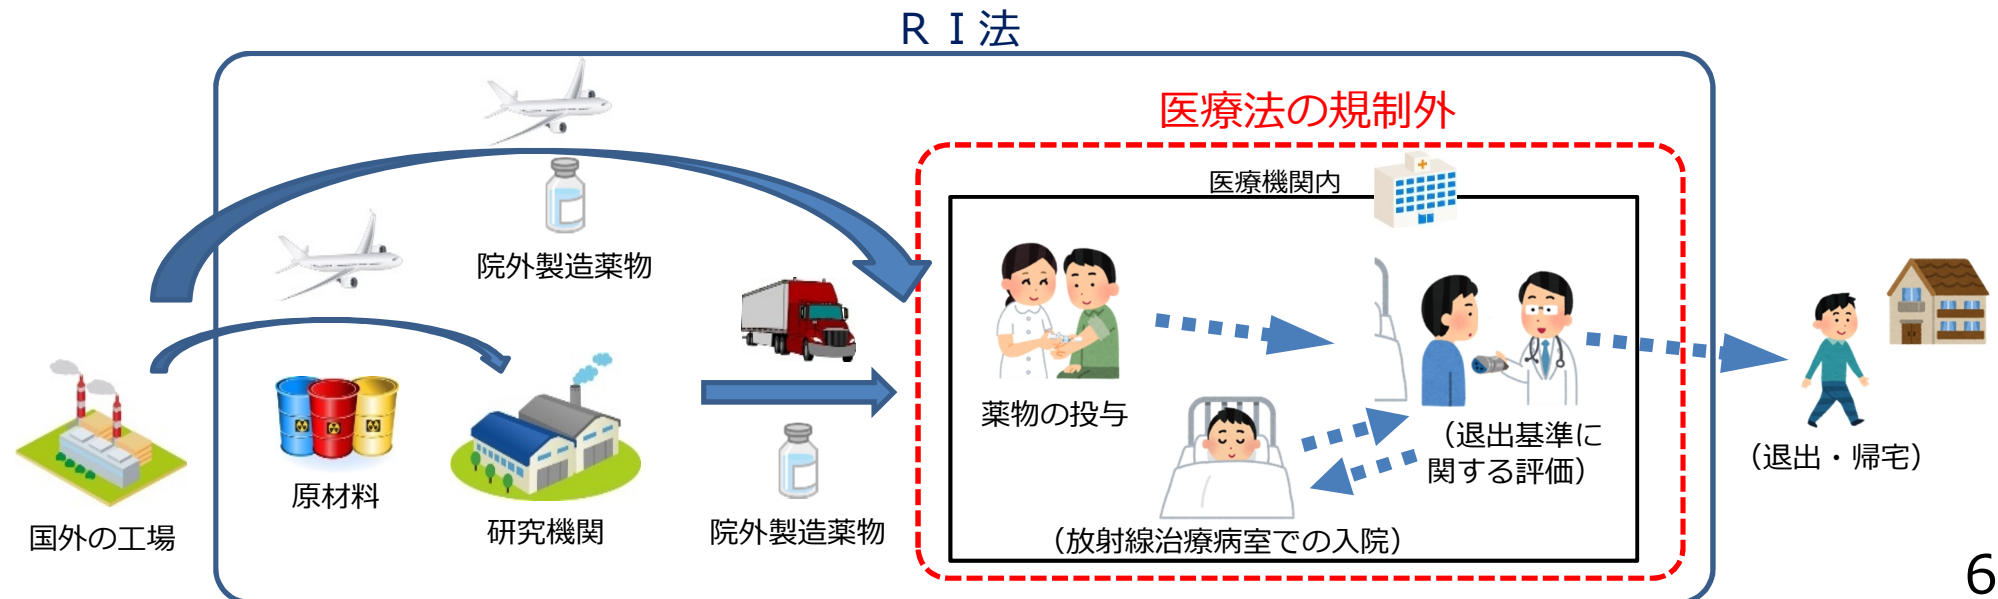 ＲＩ法
医療法の規制外
医療機関内
院外製造薬物
薬物の投与
（退出基準に
関する評価）
（退出・帰宅）
原材料
研究機関
院外製造薬物
国外の工場
（放射線治療病室での入院）
6